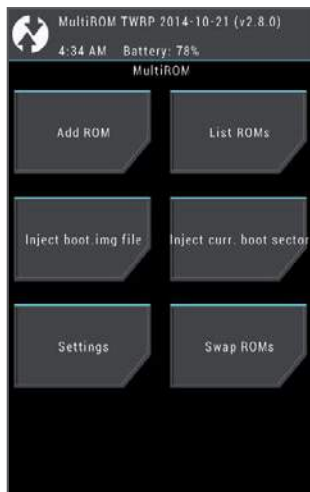 MultiROM TWRP 2014-10-21 (v2.8.0)
4:34 AM Battery: 78%
MultiROM
Add ROM
List ROMs
Inject boot.img file
Inject curr. boot sector
Settings
Swap ROMs